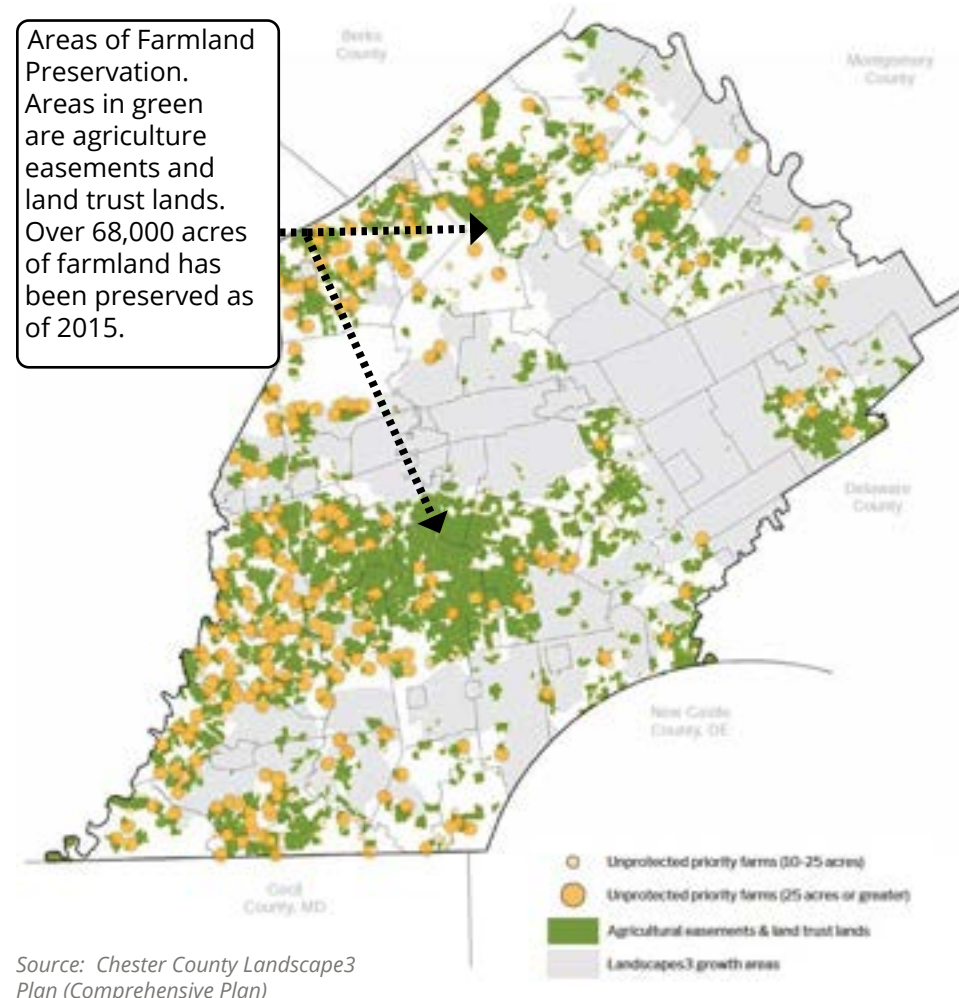 Areas of Farmland
Preservation.
Areas in green
are agriculture
easements and
land trust lands.
Over 68,000 acres
of farmland has
been preserved as
of 2015.
Berks
County
Montgomery
County
Delaware
County
New Castle
County, DE
Cecil
County, MD
Unprotected priority farms (10-25 acres)
Unprotected priority farms (25 acres or greater)
Agricultural easements & land trust lands
Landscapes3 growth areas
Source: Chester County Landscape3
Plan (Comprehensive Plan)